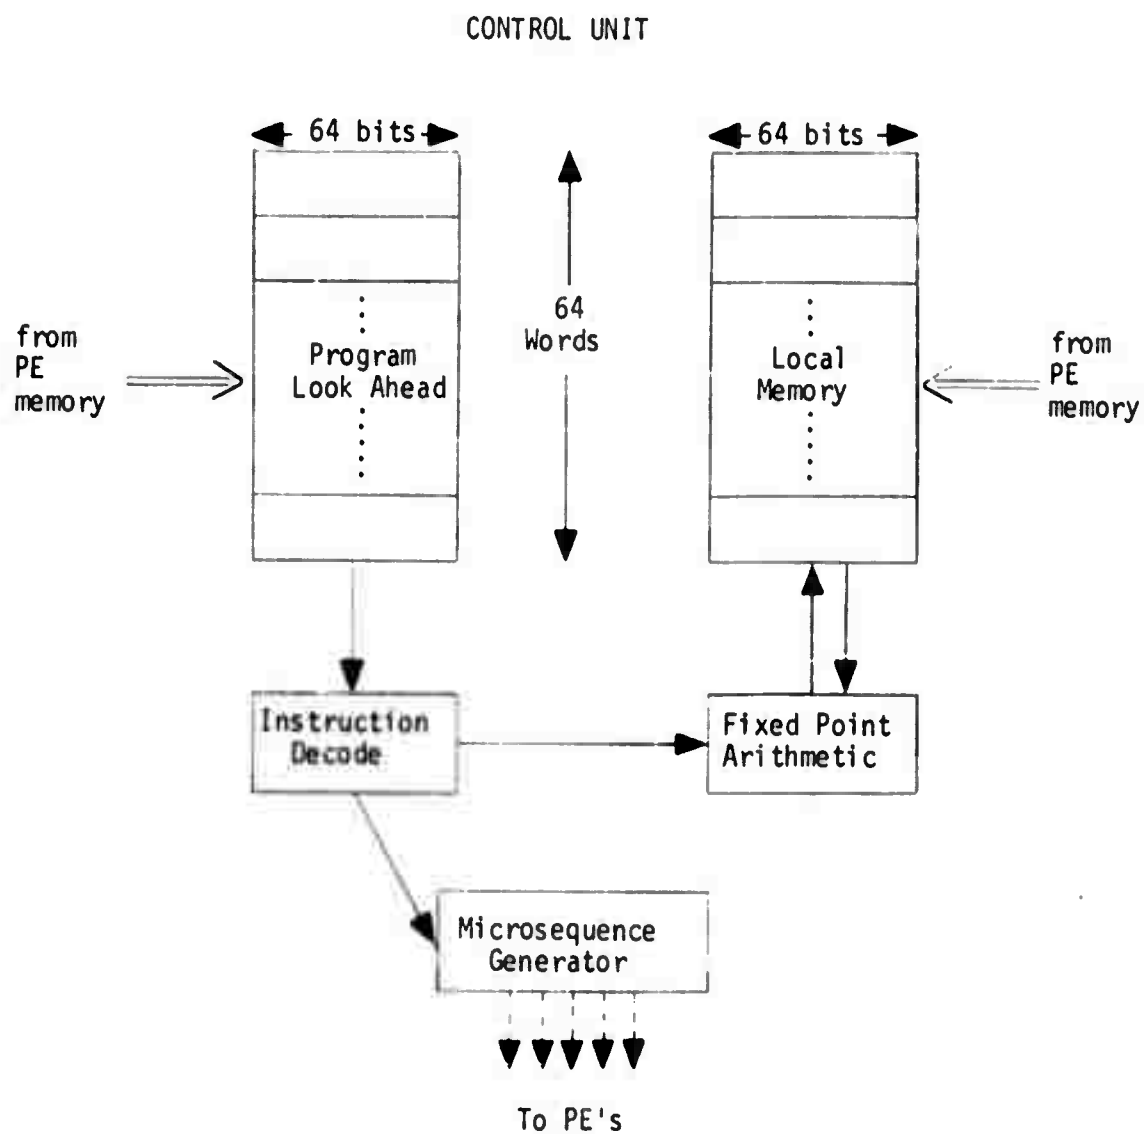 CONTROL UNIT
64 bits
64 bits
64
Words
from
PE
memory
Program
Look Ahead
Local
Memory
from
PE
memory
Instruction
Decode
Fixed Point
Arithmetic
Microsequence
Generator
To PE's